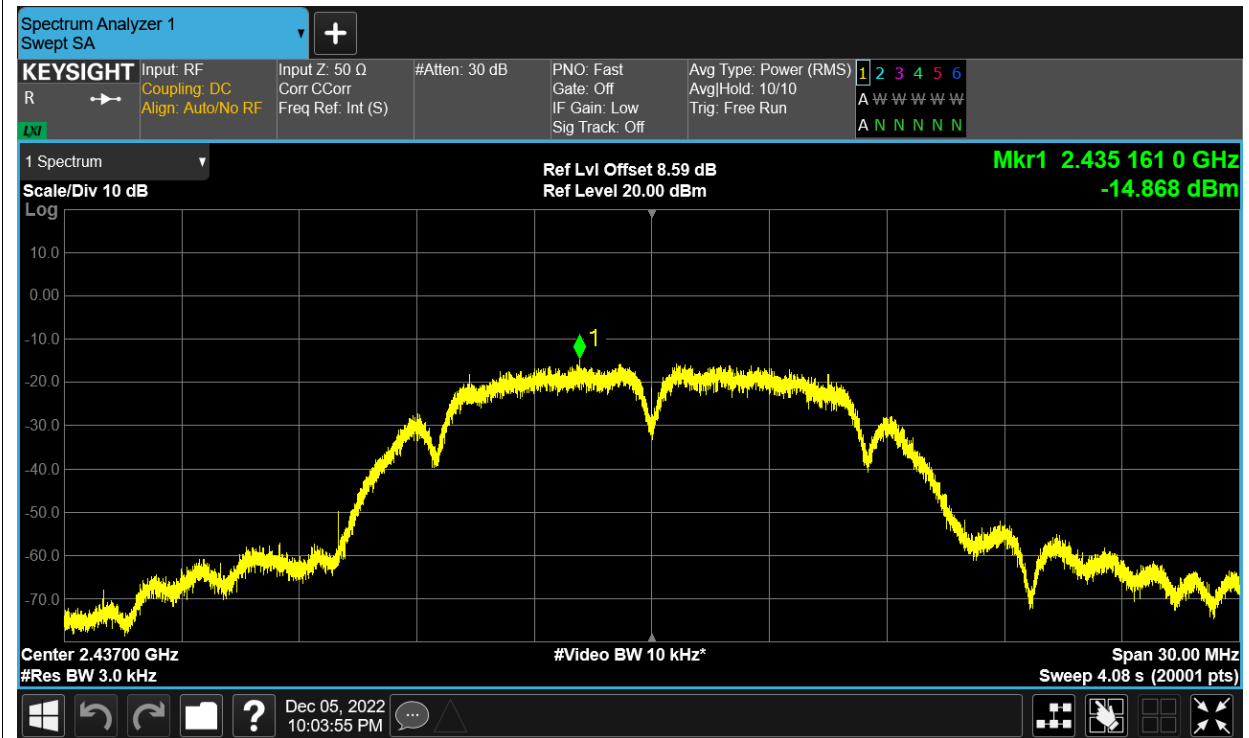 Spectrum Analyzer 1
Swept SA
KEYSIGHT
R
LXI
Input: RF
Coupling: DC
Align: Auto/No RF
Input Z: 50 Ω
Corr CCorr
Freq Ref: Int (S)
#Atten: 30 dB
PNO: Fast
Gate: Off
IF Gain: Low
Sig Track: Off
Avg Type: Power (RMS)
Avg|Hold: 10/10
Trig: Free Run
1 2 3 4 5 6
A W W W W W
A N N N N N
1 Spectrum
Scale/Div 10 dB
Log
Ref Lvl Offset 8.59 dB
Ref Level 20.00 dBm
Mkr1 2.435 161 0 GHz
-14.868 dBm
10.0
0.00
-10.0
1
-20.0
-30.0
-40.0
-50.0
-60.0
-70.0
Center 2.43700 GHz
#Res BW 3.0 kHz
#Video BW 10 kHz*
Span 30.00 MHz
Sweep 4.08 s (20001 pts)
?
Dec 05, 2022
10:03:55 PM